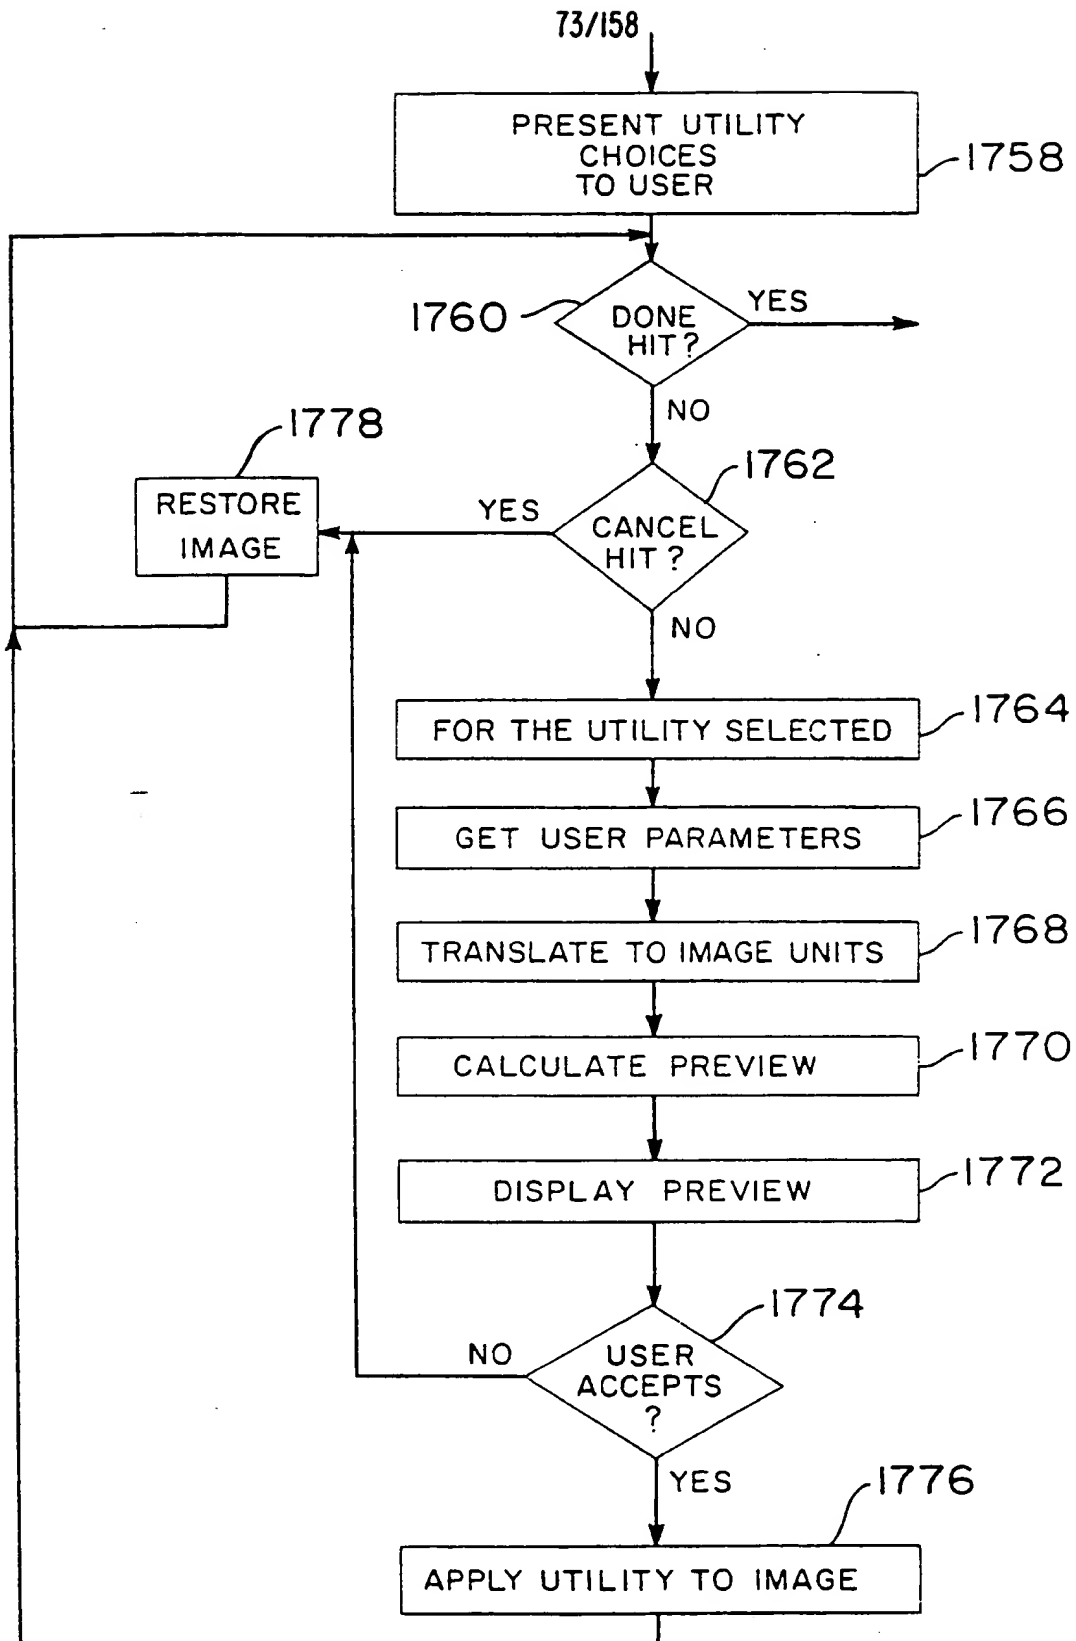 73/158
PRESENT UTILITY
CHOICES
TO USER
1758
1760
DONE
HIT?
YES
NO
1778
1762
RESTORE
IMAGE
YES
CANCEL
HIT?
NO
FOR THE UTILITY SELECTED
1764
GET USER PARAMETERS
1766
TRANSLATE TO IMAGE UNITS
1768
CALCULATE PREVIEW
1770
DISPLAY PREVIEW
1772
1774
NO
USER
ACCEPTS
?
YES
1776
APPLY UTILITY TO IMAGE